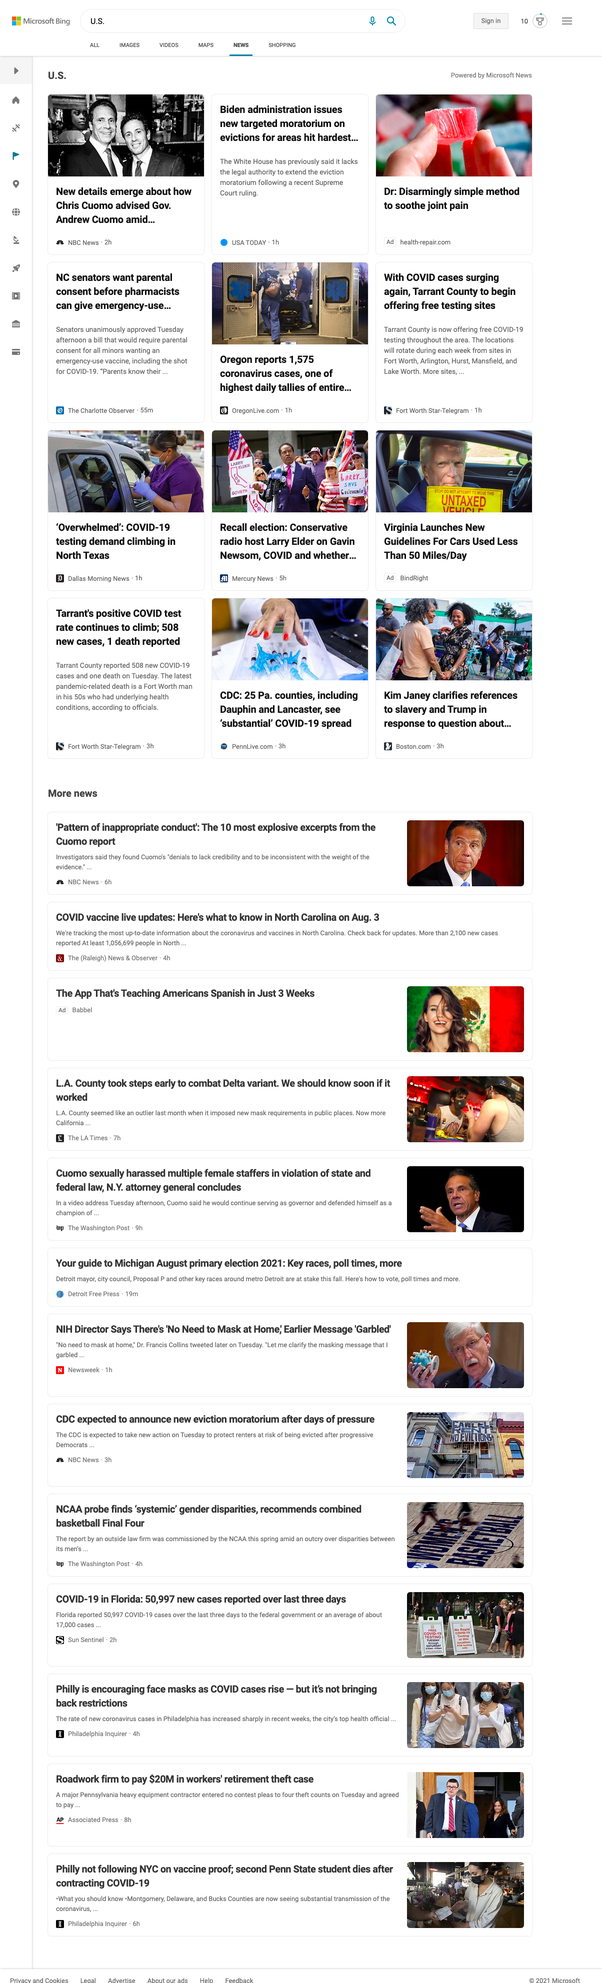 Microsoft Bing
U.S.
Sign in
10
ALL
IMAGES
VIDEOS
MAPS
NEWS
SHOPPING
U.S.
Powered by Microsoft News
New details emerge about how
Chris Cuomo advised Gov.
Andrew Cuomo amid...
NBC News · 2h
Biden administration issues
new targeted moratorium on
evictions for areas hit hardest...
The White House has previously said it lacks
the legal authority to extend the eviction
moratorium following a recent Supreme
Court ruling.
USA TODAY · 1h
Dr: Disarmingly simple method
to soothe joint pain
Ad health-repair.com
NC senators want parental
consent before pharmacists
can give emergency-use...
Senators unanimously approved Tuesday
afternoon a bill that would require parental
consent for all minors wanting an
emergency-use vaccine, including the shot
for COVID-19. "Parents know their ...
The Charlotte Observer · 55m
Oregon reports 1,575
coronavirus cases, one of
highest daily tallies of entire...
OregonLive.com · 1h
With COVID cases surging
again, Tarrant County to begin
offering free testing sites
Tarrant County is now offering free COVID-19
testing throughout the area. The locations
will rotate during each week from sites in
Fort Worth, Arlington, Hurst, Mansfield, and
Lake Worth. More sites, ...
Fort Worth Star-Telegram · 1h
'Overwhelmed': COVID-19
testing demand climbing in
North Texas
Dallas Morning News · 1h
Recall election: Conservative
radio host Larry Elder on Gavin
Newsom, COVID and whether...
Mercury News · 5h
UNTAXED
VEHICLE
Virginia Launches New
Guidelines For Cars Used Less
Than 50 Miles/Day
Ad BindRight
Tarrant's positive COVID test
rate continues to climb; 508
new cases, 1 death reported
Tarrant County reported 508 new COVID-19
cases and one death on Tuesday. The latest
pandemic-related death is a Fort Worth man
in his 50s who had underlying health
conditions, according to officials.
Fort Worth Star-Telegram · 3h
CDC: 25 Pa. counties, including
Dauphin and Lancaster, see
'substantial' COVID-19 spread
PennLive.com · 3h
Kim Janey clarifies references
to slavery and Trump in
response to question about...
Boston.com · 3h
More news
'Pattern of inappropriate conduct': The 10 most explosive excerpts from the
Cuomo report
Investigators said they found Cuomo's "denials to lack credibility and to be inconsistent with the weight of the
evidence." ...
NBC News · 6h
COVID vaccine live updates: Here's what to know in North Carolina on Aug. 3
We're tracking the most up-to-date information about the coronavirus and vaccines in North Carolina. Check back for updates. More than 2,100 new cases
reported At least 1,056,699 people in North ...
The (Raleigh) News & Observer · 4h
The App That's Teaching Americans Spanish in Just 3 Weeks
Ad Babbel
L.A. County took steps early to combat Delta variant. We should know soon if it
worked
L.A. County seemed like an outlier last month when it imposed new mask requirements in public places. Now more
California ...
The LA Times · 7h
Cuomo sexually harassed multiple female staffers in violation of state and
federal law, N.Y. attorney general concludes
In a video address Tuesday afternoon, Cuomo said he would continue serving as governor and defended himself as a
champion of ...
The Washington Post · 9h
Your guide to Michigan August primary election 2021: Key races, poll times, more
Detroit mayor, city council, Proposal P and other key races around metro Detroit are at stake this fall. Here's how to vote, poll times and more.
Detroit Free Press · 19m
NIH Director Says There's 'No Need to Mask at Home,' Earlier Message 'Garbled'
"No need to mask at home," Dr. Francis Collins tweeted later on Tuesday. "Let me clarify the masking message that I
garbled ...
Newsweek · 1h
CDC expected to announce new eviction moratorium after days of pressure
The CDC is expected to take new action on Tuesday to protect renters at risk of being evicted after progressive
Democrats ...
NBC News · 3h
NCAA probe finds 'systemic' gender disparities, recommends combined
basketball Final Four
The report by an outside law firm was commissioned by the NCAA this spring amid an outcry over disparities between
its men's ...
The Washington Post · 4h
COVID-19 in Florida: 50,997 new cases reported over last three days
Florida reported 50,997 COVID-19 cases over the last three days to the federal government or an average of about
17,000 cases ...
Sun Sentinel · 2h
Philly is encouraging face masks as COVID cases rise — but it's not bringing
back restrictions
The rate of new coronavirus cases in Philadelphia has increased sharply in recent weeks, the city's top health official ...
Philadelphia Inquirer · 4h
Roadwork firm to pay $20M in workers' retirement theft case
A major Pennsylvania heavy equipment contractor entered no contest pleas to four theft counts on Tuesday and agreed
to pay ...
AP Associated Press · 8h
Philly not following NYC on vaccine proof; second Penn State student dies after
contracting COVID-19
•What you should know •Montgomery, Delaware, and Bucks Counties are now seeing substantial transmission of the
coronavirus, ...
Philadelphia Inquirer · 6h
Privacy and Cookies
Legal
Advertise
About our ads
Help
Feedback
© 2021 Microsoft